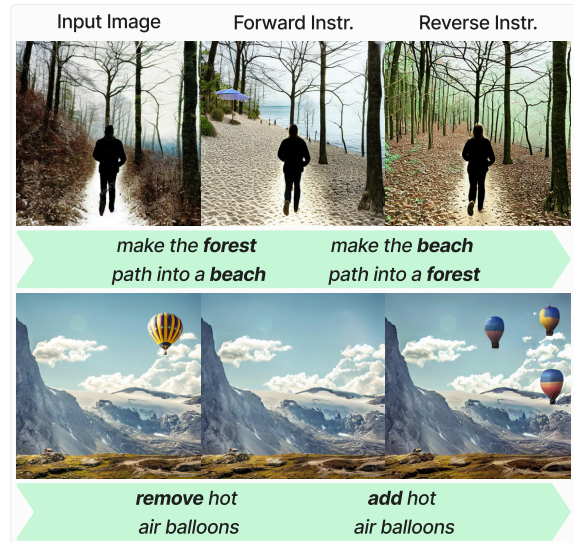 Input Image Forward Instr. Reverse Instr.
make the forest make the beach
path into a beach path into a forest
remove hot add hot
air balloons air balloons